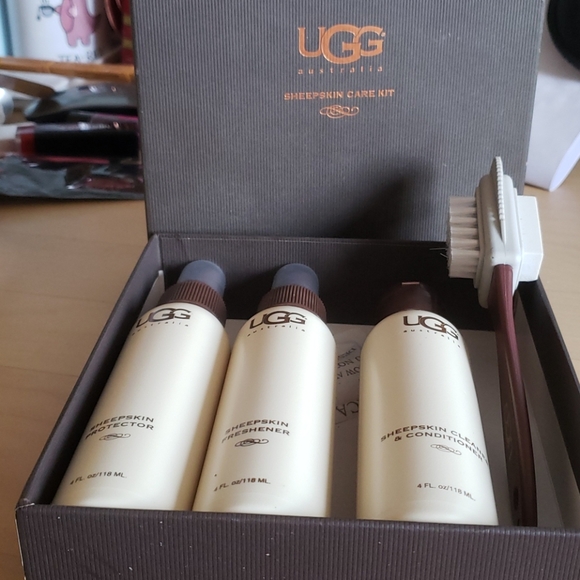 UGG
australia
SHEEPSKIN CARE KIT
UGG
australia
SHEEPSKIN
PROTECTOR
4 FL. oz/118 ML.
UGG
australia
SHEEPSKIN
FRESHENER
4 FL. oz/118 ML.
UGG
australia
SHEEPSKIN CLEANER
& CONDITIONER
4 FL. oz/118 ML.